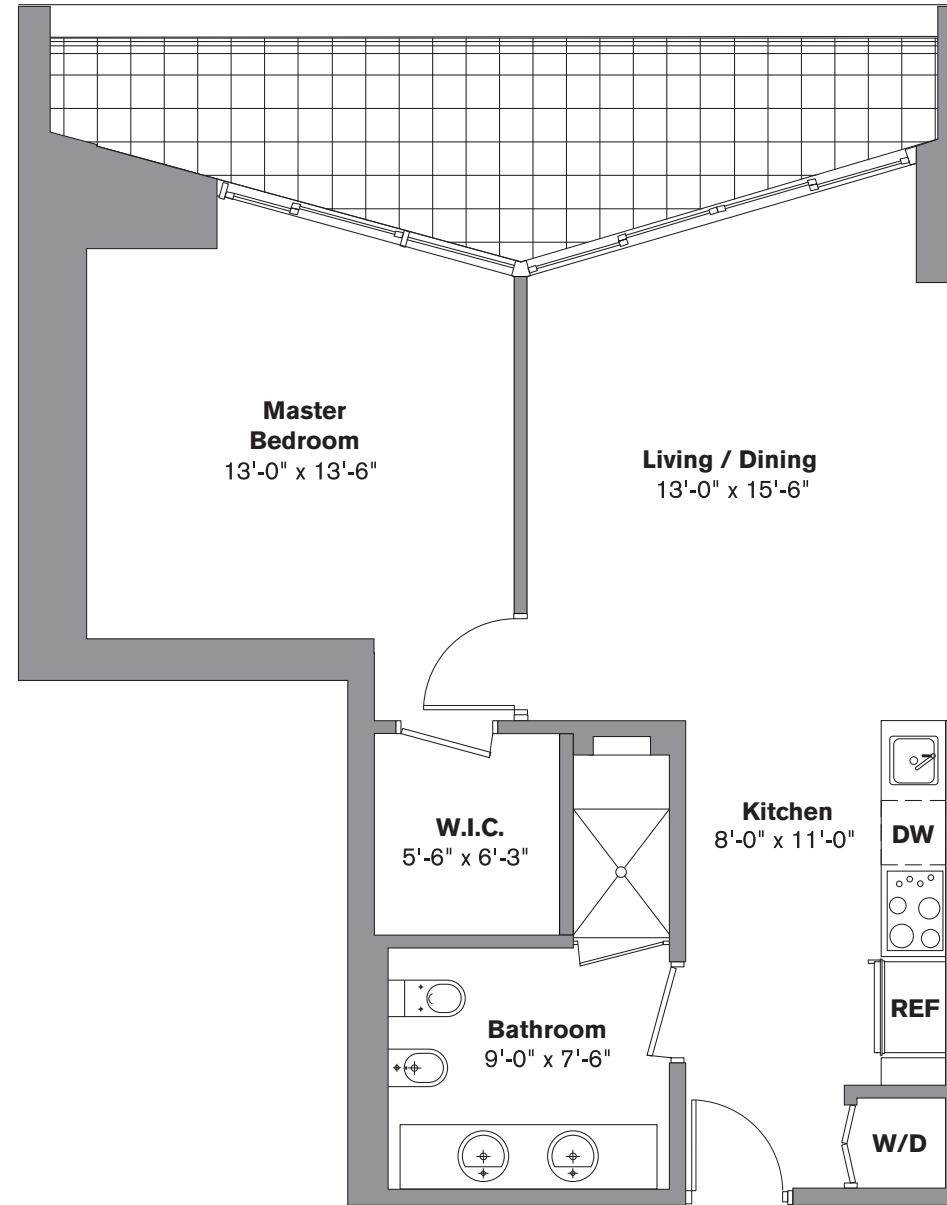 Master
Bedroom
13'-0" x 13'-6"
Living / Dining
13'-0" x 15'-6"
Kitchen
8'-0" x 11'-0"
DW
W.I.C.
5'-6" x 6'-3"
REF
Bathroom
9'-0" x 7'-6"
W/D